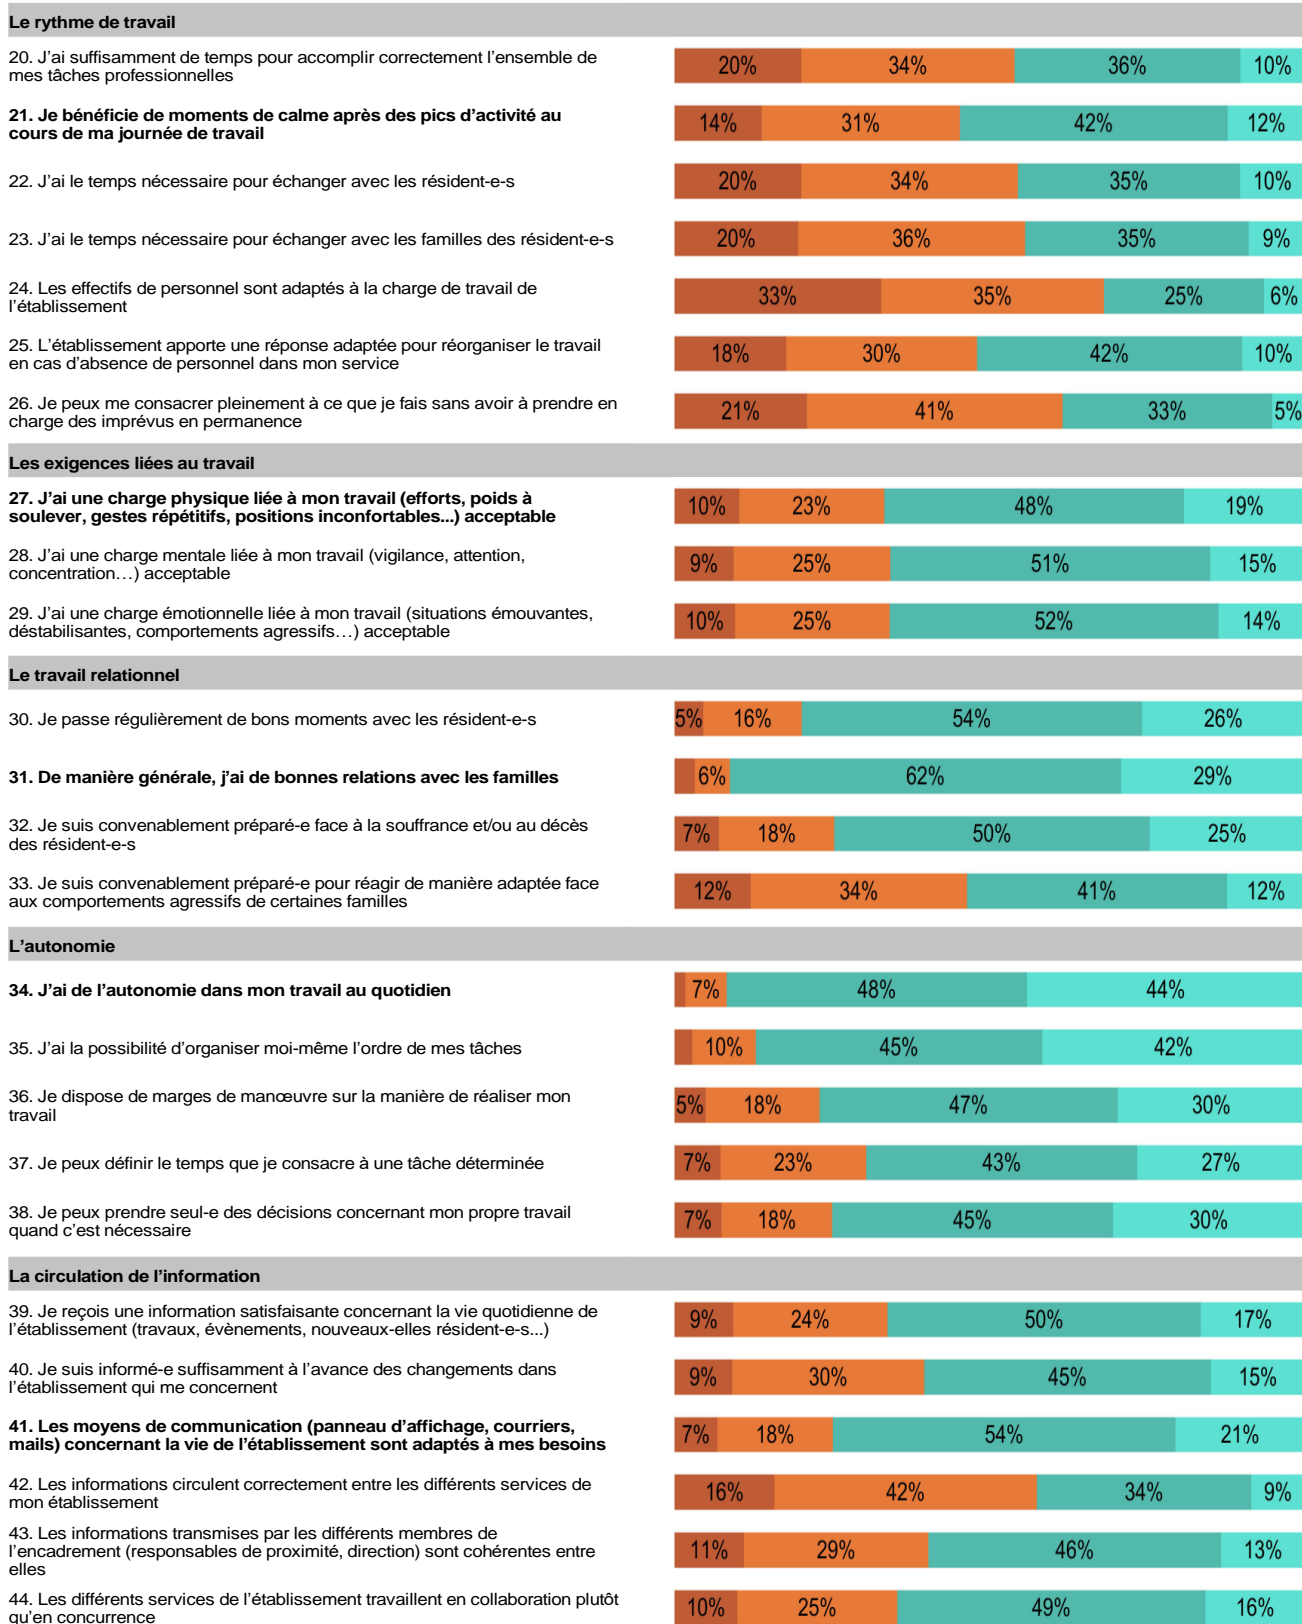 Le rythme de travail
20. J’ai suffisamment de temps pour accomplir correctement l’ensemble de
mes tâches professionnelles
20% 34% 36% 10%
21. Je bénéficie de moments de calme après des pics d’activité au
cours de ma journée de travail
14% 31% 42% 12%
22. J’ai le temps nécessaire pour échanger avec les résident-e-s
20% 34% 35% 10%
23. J’ai le temps nécessaire pour échanger avec les familles des résident-e-s
20% 36% 35% 9%
24. Les effectifs de personnel sont adaptés à la charge de travail de
l’établissement
33% 35% 25% 6%
25. L’établissement apporte une réponse adaptée pour réorganiser le travail
en cas d’absence de personnel dans mon service
18% 30% 42% 10%
26. Je peux me consacrer pleinement à ce que je fais sans avoir à prendre en
charge des imprévus en permanence
21% 41% 33% 5%
Les exigences liées au travail
27. J’ai une charge physique liée à mon travail (efforts, poids à
soulever, gestes répétitifs, positions inconfortables...) acceptable
10% 23% 48% 19%
28. J’ai une charge mentale liée à mon travail (vigilance, attention,
concentration…) acceptable
9% 25% 51% 15%
29. J’ai une charge émotionnelle liée à mon travail (situations émouvantes,
déstabilisantes, comportements agressifs…) acceptable
10% 25% 52% 14%
Le travail relationnel
30. Je passe régulièrement de bons moments avec les résident-e-s
5% 16% 54% 26%
31. De manière générale, j’ai de bonnes relations avec les familles
6% 62% 29%
32. Je suis convenablement préparé-e face à la souffrance et/ou au décès
des résident-e-s
7% 18% 50% 25%
33. Je suis convenablement préparé-e pour réagir de manière adaptée face
aux comportements agressifs de certaines familles
12% 34% 41% 12%
L’autonomie
34. J’ai de l’autonomie dans mon travail au quotidien
7% 48% 44%
35. J’ai la possibilité d’organiser moi-même l’ordre de mes tâches
10% 45% 42%
36. Je dispose de marges de manœuvre sur la manière de réaliser mon
travail
5% 18% 47% 30%
37. Je peux définir le temps que je consacre à une tâche déterminée
7% 23% 43% 27%
38. Je peux prendre seul-e des décisions concernant mon propre travail
quand c’est nécessaire
7% 18% 45% 30%
La circulation de l’information
39. Je reçois une information satisfaisante concernant la vie quotidienne de
l’établissement (travaux, évènements, nouveaux-elles résident-e-s...)
9% 24% 50% 17%
40. Je suis informé-e suffisamment à l’avance des changements dans
l’établissement qui me concernent
9% 30% 45% 15%
41. Les moyens de communication (panneau d’affichage, courriers,
mails) concernant la vie de l’établissement sont adaptés à mes besoins
7% 18% 54% 21%
42. Les informations circulent correctement entre les différents services de
mon établissement
16% 42% 34% 9%
43. Les informations transmises par les différents membres de
l’encadrement (responsables de proximité, direction) sont cohérentes entre
elles
11% 29% 46% 13%
44. Les différents services de l’établissement travaillent en collaboration plutôt
qu’en concurrence
10% 25% 49% 16%